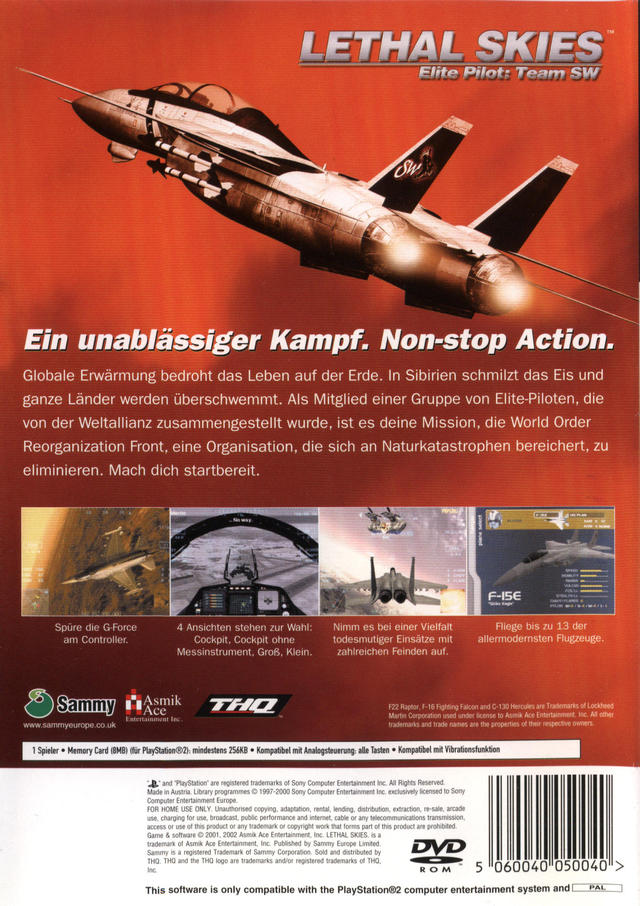 LETHAL SKIES™
Elite Pilot: Team SW
SW
Ein unablässiger Kampf. Non-stop Action.
Globale Erwärmung bedroht das Leben auf der Erde. In Sibirien schmilzt das Eis und
ganze Länder werden überschwemmt. Als Mitglied einer Gruppe von Elite-Piloten, die
von der Weltallianz zusammengestellt wurde, ist es deine Mission, die World Order
Reorganization Front, eine Organisation, die sich an Naturkatastrophen bereichert, zu
eliminieren. Mach dich startbereit.
...No way.
plane select
F-15E
"Strike Eagle"
SPEED
MOBILITY
Spüre die G-Force
am Controller.
4 Ansichten stehen zur Wahl:
Cockpit, Cockpit ohne
Messinstrument, Groß, Klein.
Nimm es bei einer Vielfalt
todesmutiger Einsätze mit
zahlreichen Feinden auf.
Fliege bis zu 13 der
allermodernsten Flugzeuge.
Sammy
www.sammyeurope.co.uk
Asmik
Ace
Entertainment Inc.
THQ
F22 Raptor, F-16 Fighting Falcon and C-130 Hercules are Trademarks of Lockheed
Martin Corporation used under license to Asmik Ace Entertainment, Inc. All other
trademarks and trade names are the properties of their respective owners.
1 Spieler • Memory Card (8MB) (für PlayStation®2): mindestens 256KB • Kompatibel mit Analogsteuerung: alle Tasten • Kompatibel mit Vibrationsfunktion
" " and "PlayStation" are registered trademarks of Sony Computer Entertainment Inc. All Rights Reserved.
Made in Austria. Library programmes © 1997-2000 Sony Computer Entertainment Inc. exclusively licensed to Sony
Computer Entertainment Europe.
FOR HOME USE ONLY. Unauthorised copying, adaptation, rental, lending, distribution, extraction, re-sale, arcade
use, charging for use, broadcast, public performance and internet, cable or any telecommunications transmission,
access or use of this product or any trademark or copyright work that forms part of this product are prohibited.
Game & software © 2001, 2002 Asmik Ace Entertainment, Inc. LETHAL SKIES. is a
trademark of Asmik Ace Entertainment, Inc. Published by Sammy Europe Limited.
Sammy is a registered Trademark of Sammy Corporation. Sold and distributed by
THQ. THQ and the THQ logo are trademarks and/or registered trademarks of THQ,
Inc.
DVD
ROM
5 060040 050040 >
This software is only compatible with the PlayStation®2 computer entertainment system and PAL